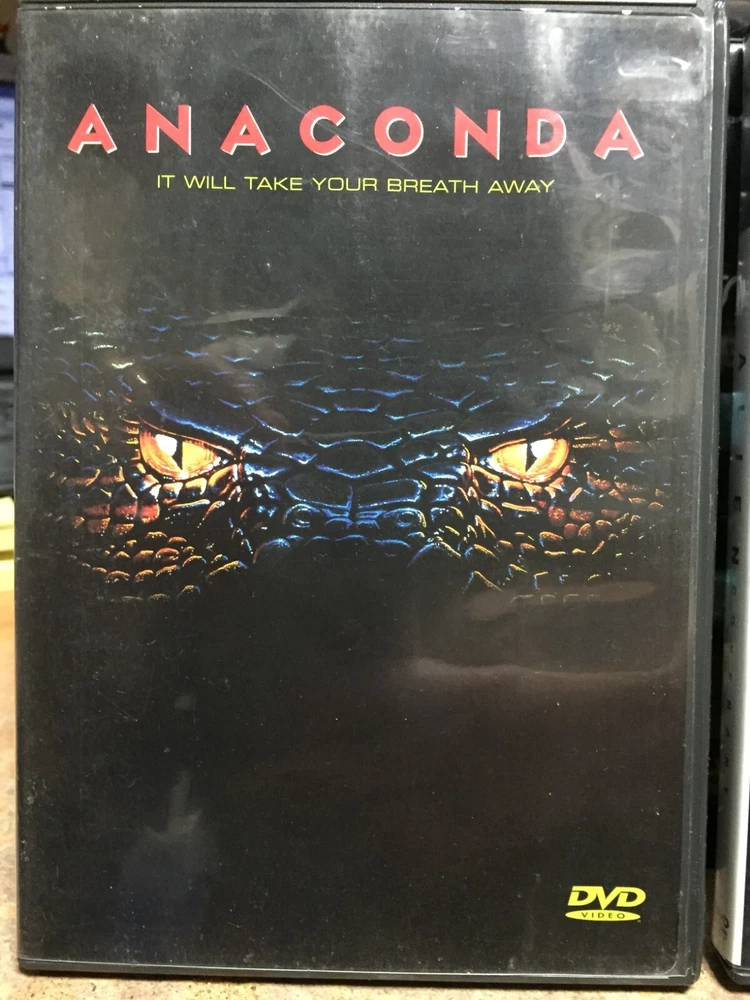 ANACONDA
IT WILL TAKE YOUR BREATH AWAY
DVD
VIDEO